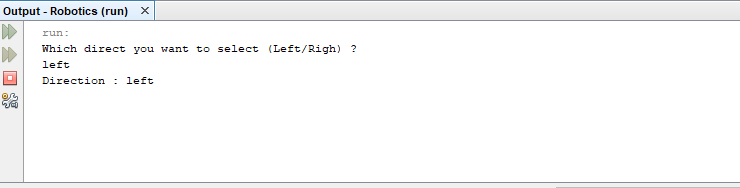 Output - Robotics (run)
run:
Which direct you want to select (Left/Righ) ?
left
Direction : left